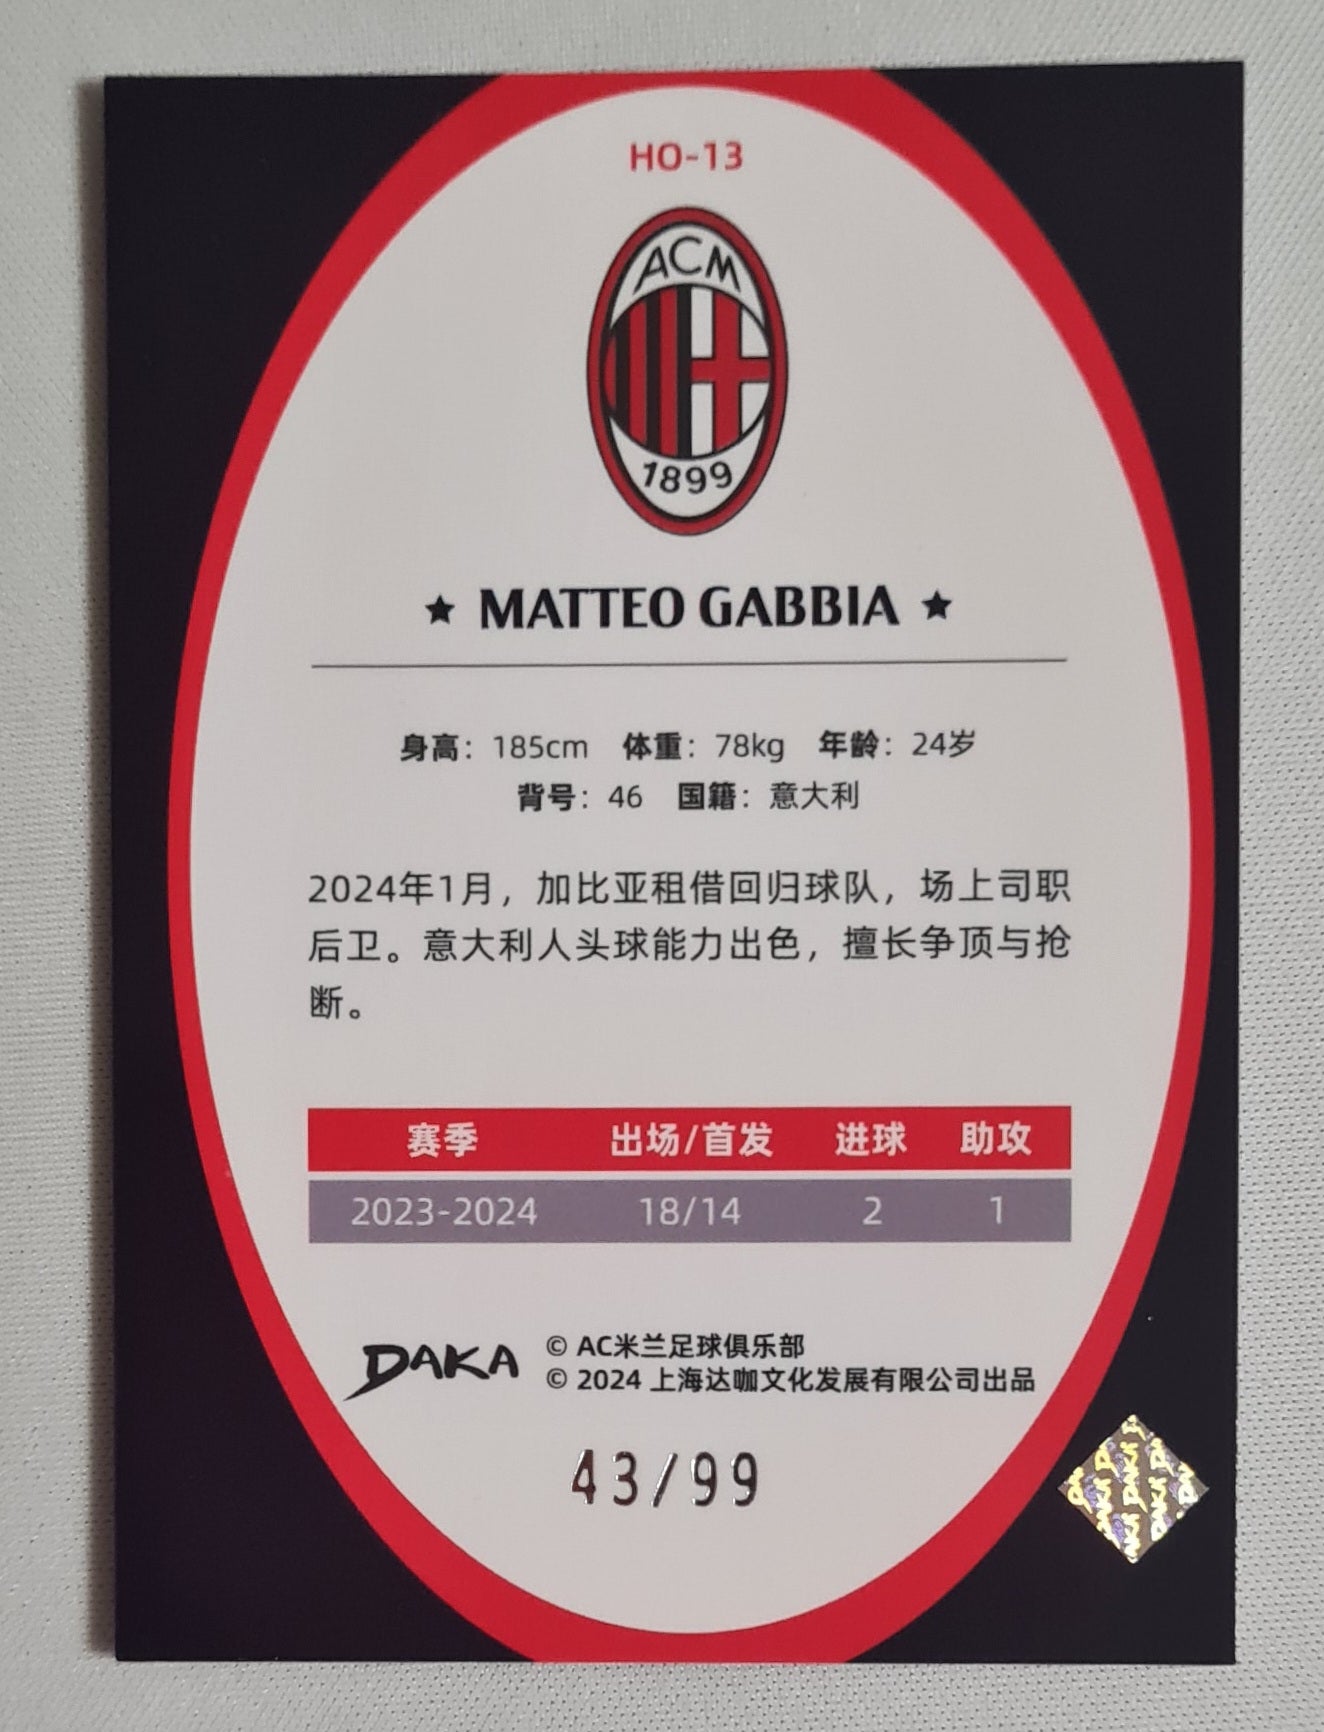 HO-13
ACM
1899
★ MATTEO GABBIA ★
身高：185cm 体重：78kg 年龄：24岁
背号：46 国籍：意大利
2024年1月，加比亚租借回归球队，场上司职
后卫。意大利人头球能力出色，擅长争顶与抢
断。
赛季 出场/首发 进球 助攻
2023-2024 18/14 2 1
DAKA
© AC米兰足球俱乐部
© 2024 上海达咖文化发展有限公司出品
43/99
DAKA DAKA DAKA